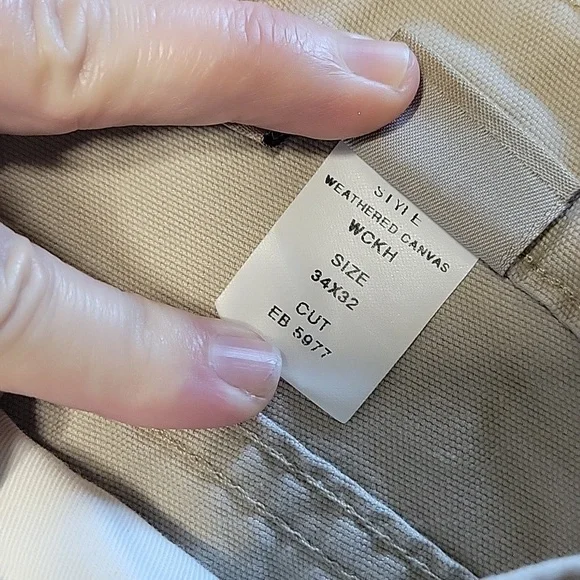 STYLE
WEATHERED CANVAS
WCKH
SIZE
34X32
CUT
EB 5977